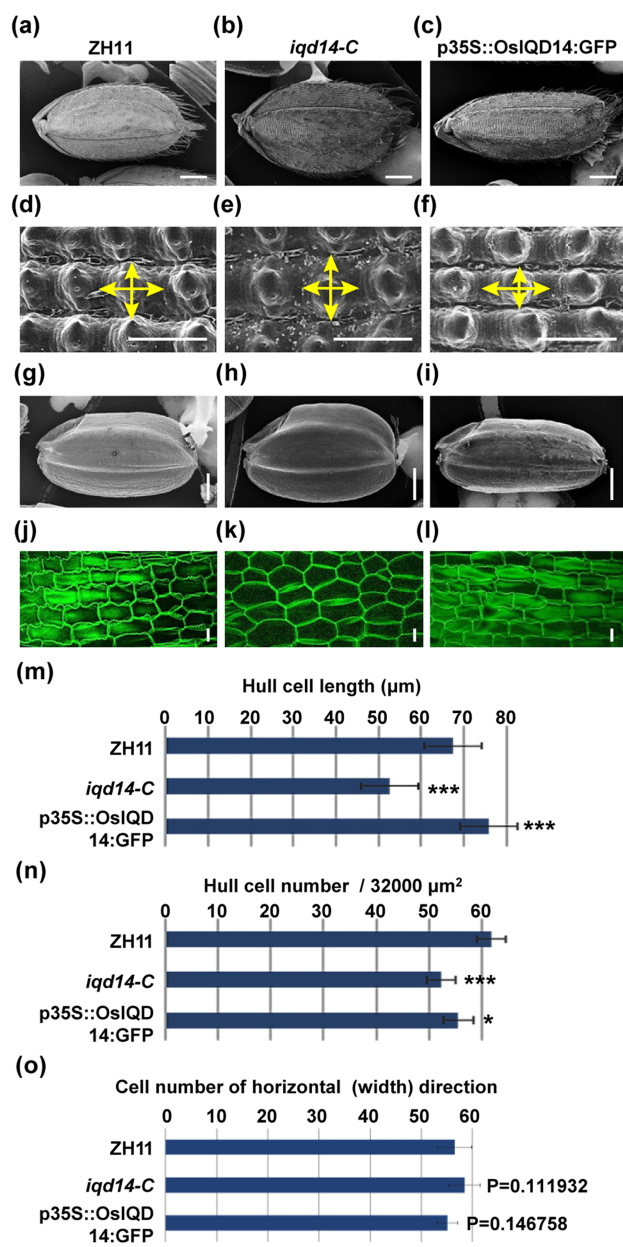 (a) (b) (c)
ZH11 iqd14-C p35S::OsIQD14:GFP
(d) (e) (f)
(g) (h) (i)
(j) (k) (l)
(m)
Hull cell length (µm)
0 10 20 30 40 50 60 70 80
ZH11
iqd14-C ***
p35S::OsIQD
14:GFP ***
(n)
Hull cell number / 32000 µm²
0 10 20 30 40 50 60
ZH11
iqd14-C ***
p35S::OsIQD
14:GFP *
(o)
Cell number of horizontal (width) direction
0 10 20 30 40 50 60
ZH11
iqd14-C P=0.111932
p35S::OsIQD
14:GFP P=0.146758